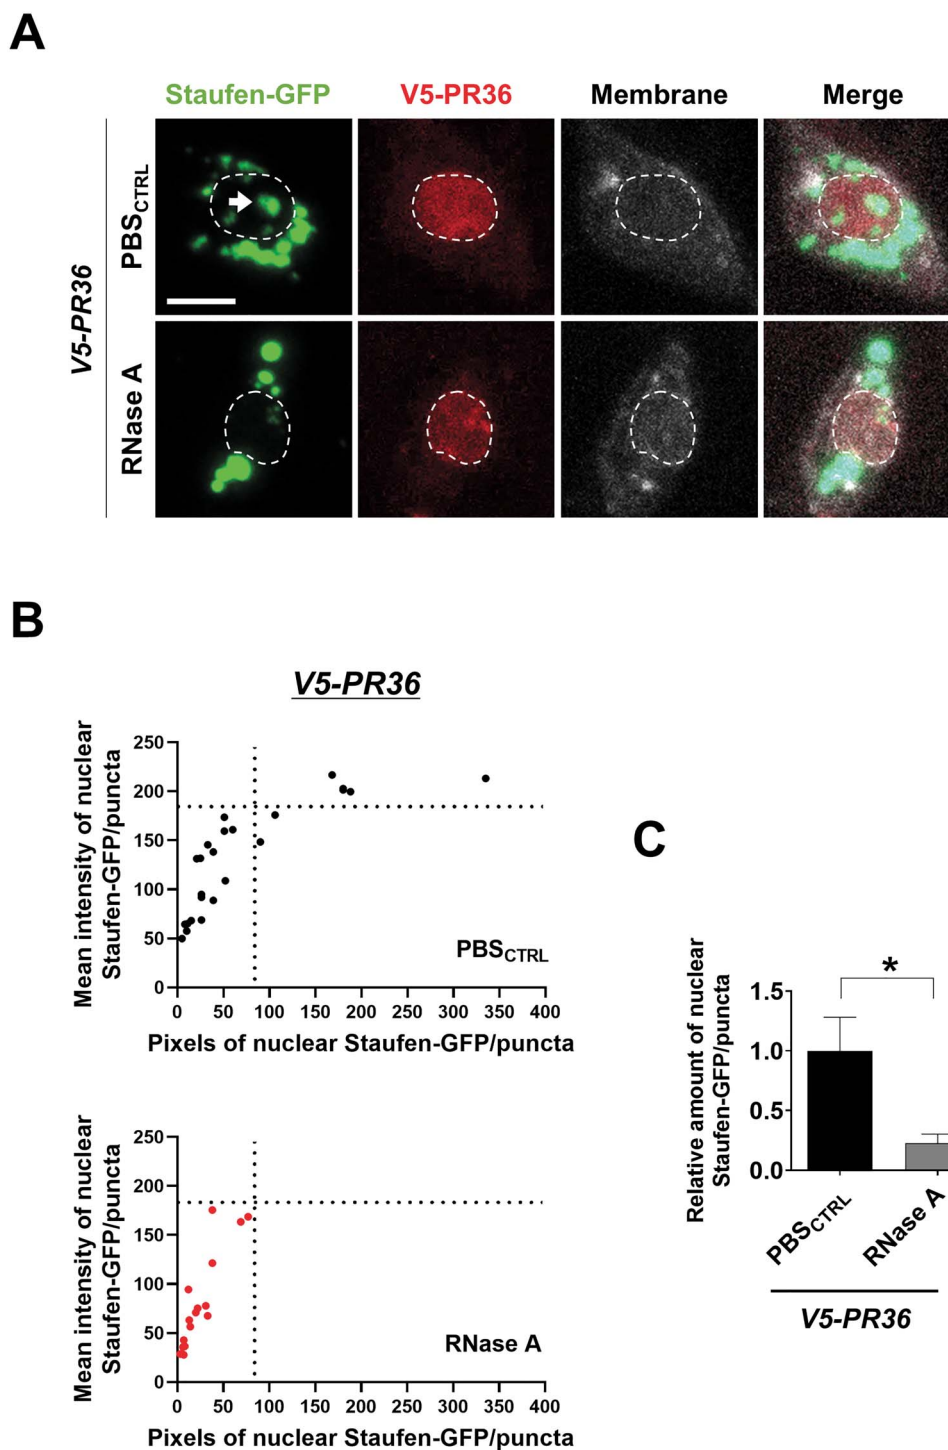 A
Staufen-GFP V5-PR36 Membrane Merge
V5-PR36
PBSCTRL
RNase A
B
V5-PR36
Mean intensity of nuclear
Staufen-GFP/puncta
250
200
150
100
50
0
PBSCTRL
0 50 100 150 200 250 300 350 400
Pixels of nuclear Staufen-GFP/puncta
Mean intensity of nuclear
Staufen-GFP/puncta
250
200
150
100
50
0
RNase A
0 50 100 150 200 250 300 350 400
Pixels of nuclear Staufen-GFP/puncta
C
Relative amount of nuclear
Staufen-GFP/puncta
*
1.5
1.0
0.5
0.0
PBSCTRL
RNase A
V5-PR36